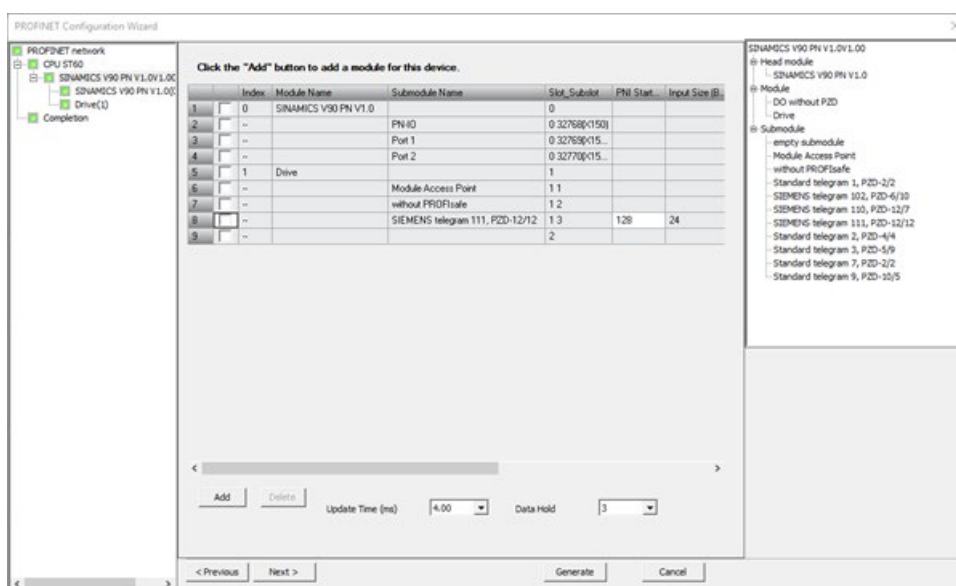 PROFINET Configuration Wizard
PROFINET network
CPU ST60
SINAMICS V90 PN V1.0V1.00
SINAMICS V90 PN V1.0(
Drive(1)
Completion
Click the "Add" button to add a module for this device.
Index Module Name Submodule Name Slot_Subslot PNI Start... Input Size (B...
1 0 SINAMICS V90 PN V1.0 0
2 -- PN-IO 0 32768(X150)
3 -- Port 1 0 32769(X15...
4 -- Port 2 0 32770(X15...
5 1 Drive 1
6 -- Module Access Point 1 1
7 -- without PROFIsafe 1 2
8 -- SIEMENS telegram 111, PZD-12/12 1 3 128 24
9 -- 2
Add Delete Update Time (ms) 4.00 Data Hold 3
< Previous Next > Generate Cancel
SINAMICS V90 PN V1.0V1.00
Head module
SINAMICS V90 PN V1.0
Module
DO without PZD
Drive
Submodule
empty submodule
Module Access Point
without PROFIsafe
Standard telegram 1, PZD-2/2
SIEMENS telegram 102, PZD-6/10
SIEMENS telegram 110, PZD-12/7
SIEMENS telegram 111, PZD-12/12
Standard telegram 2, PZD-4/4
Standard telegram 3, PZD-5/9
Standard telegram 7, PZD-2/2
Standard telegram 9, PZD-10/5